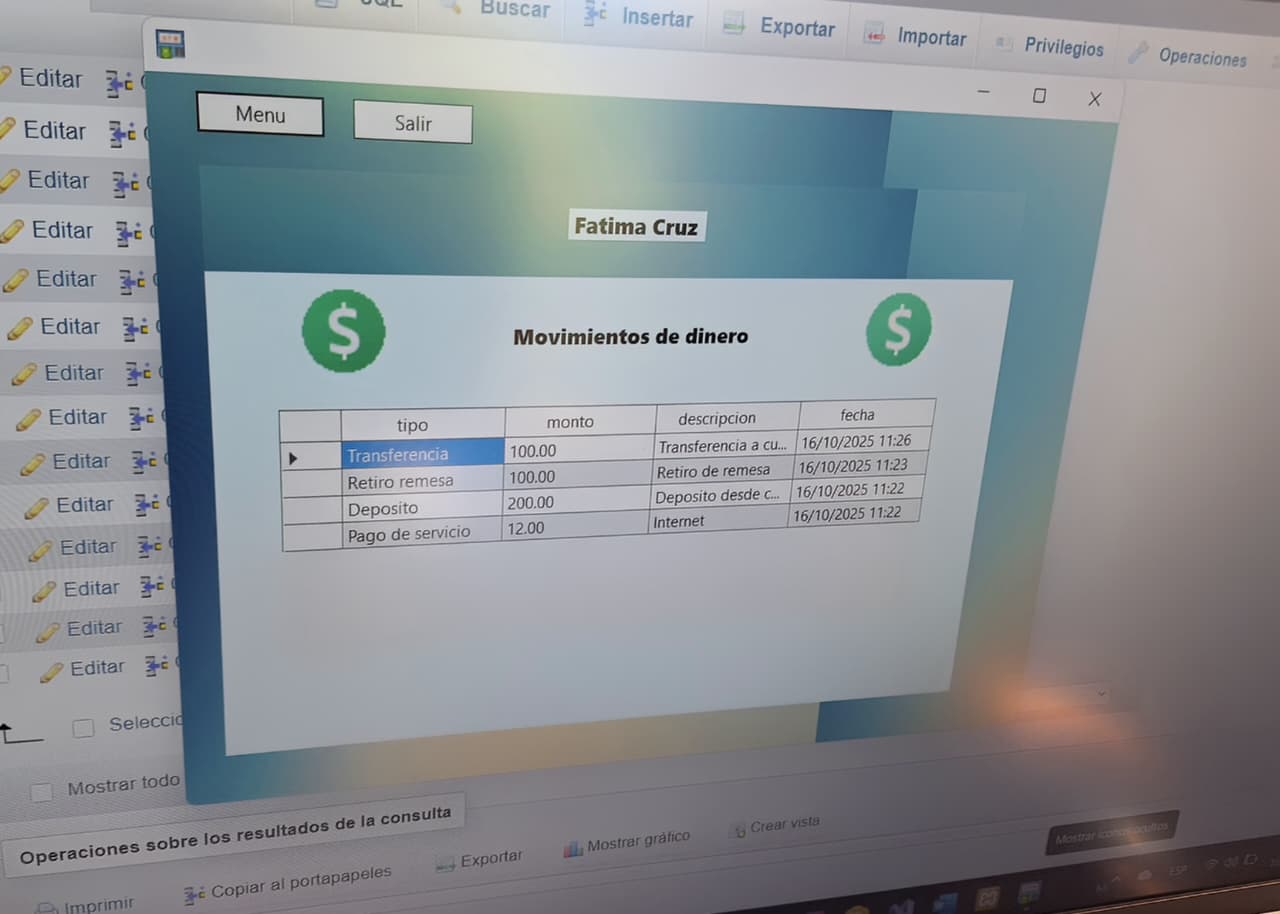 Buscar
Insertar
Exportar
Importar
Privilegios
Operaciones
Editar
Editar
Editar
Editar
Editar
Editar
Editar
Editar
Editar
Editar
Editar
Editar
Editar
Editar
Menu
Salir
Fatima Cruz
$
Movimientos de dinero
$
tipo monto descripcion fecha
Transferencia 100.00 Transferencia a cu... 16/10/2025 11:26
Retiro remesa 100.00 Retiro de remesa 16/10/2025 11:23
Deposito 200.00 Deposito desde c... 16/10/2025 11:22
Pago de servicio 12.00 Internet 16/10/2025 11:22
Seleccio
Mostrar todo
Operaciones sobre los resultados de la consulta
Imprimir
Copiar al portapapeles
Exportar
Mostrar gráfico
Crear vista
Mostrar iconos ocultos
ESP